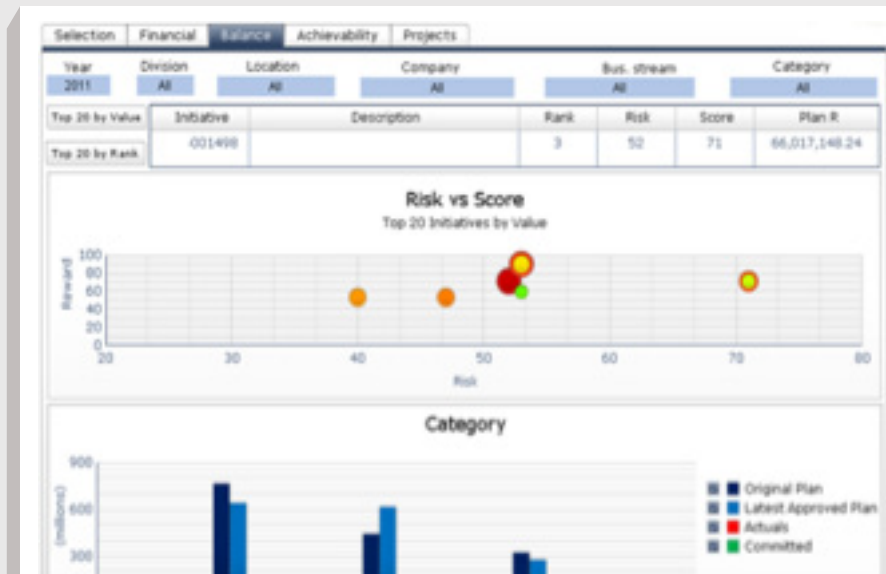 Selection Financial Balance Achievability Projects
Year Division Location Company Bus. stream Category
2011 All All All All All
Top 20 by Value Initiative Description Rank Risk Score Plan R
001498 3 52 71 66,017,148.24
Top 20 by Rank
Risk vs Score
Top 20 Initiatives by Value
Reward
100
80
60
40
20
0
20 30 40 50 60 70 80
Risk
Category
(millions)
900
600
300
Original Plan
Latest Approved Plan
Actuals
Committed